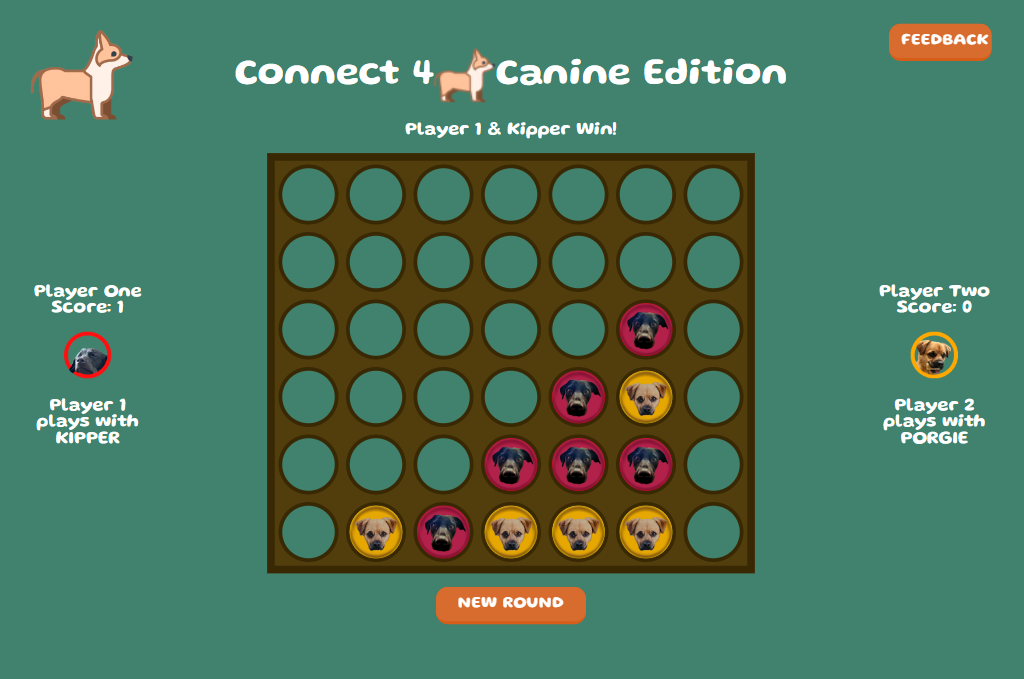 FEEDBACK
Connect 4 Canine Edition
Player 1 & Kipper Win!
Player One
Score: 1
Player 1
plays with
KIPPER
Player Two
Score: 0
Player 2
plays with
PORGIE
NEW ROUND